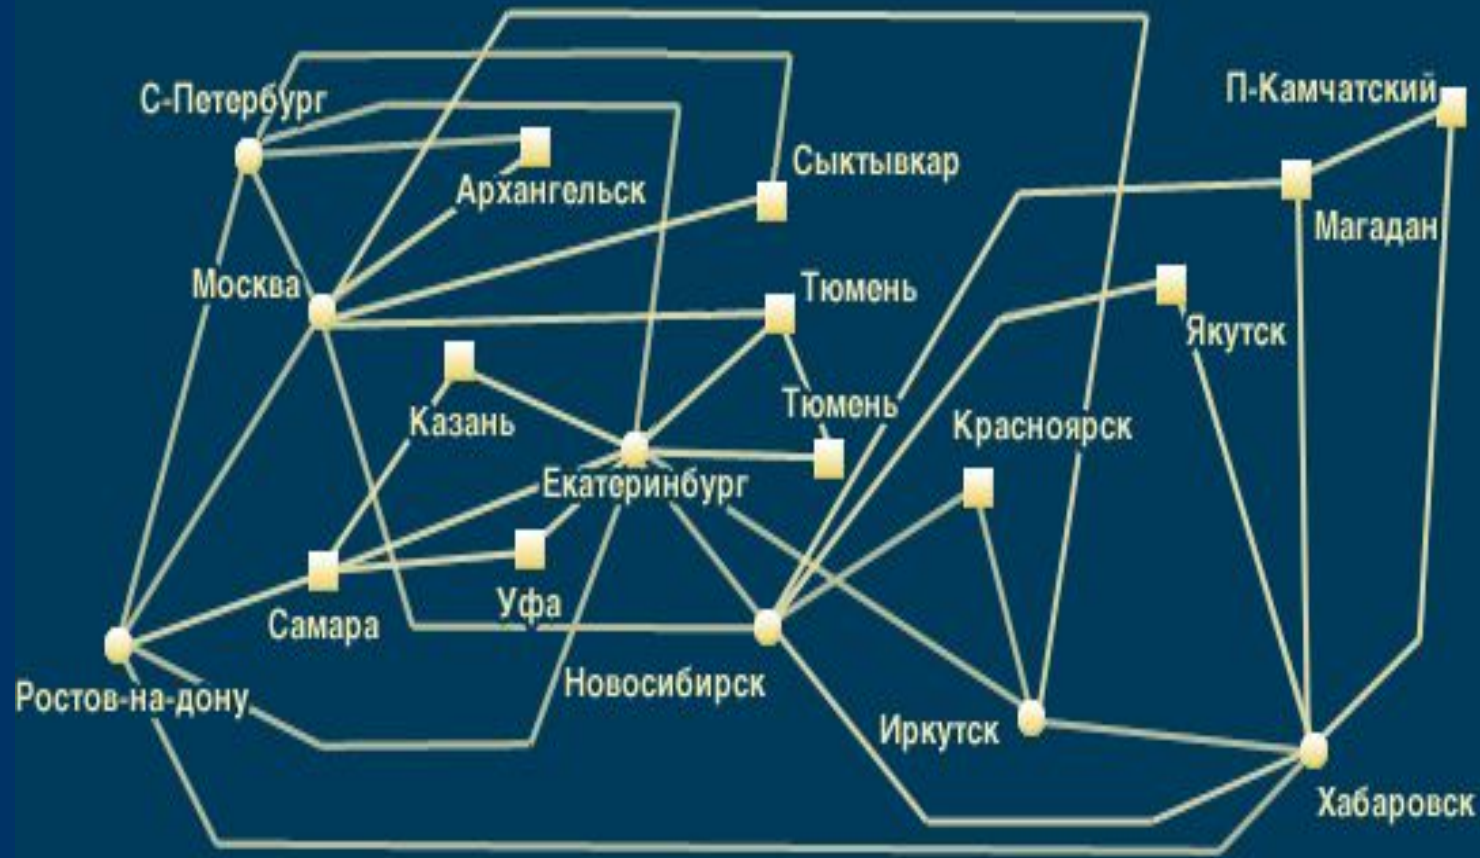 С-Петербург
П-Камчатский
Сыктывкар
Архангельск
Магадан
Москва
Тюмень
Якутск
Тюмень
Казань
Красноярск
Екатеринбург
Уфа
Самара
Новосибирск
Ростов-на-дону
Иркутск
Хабаровск